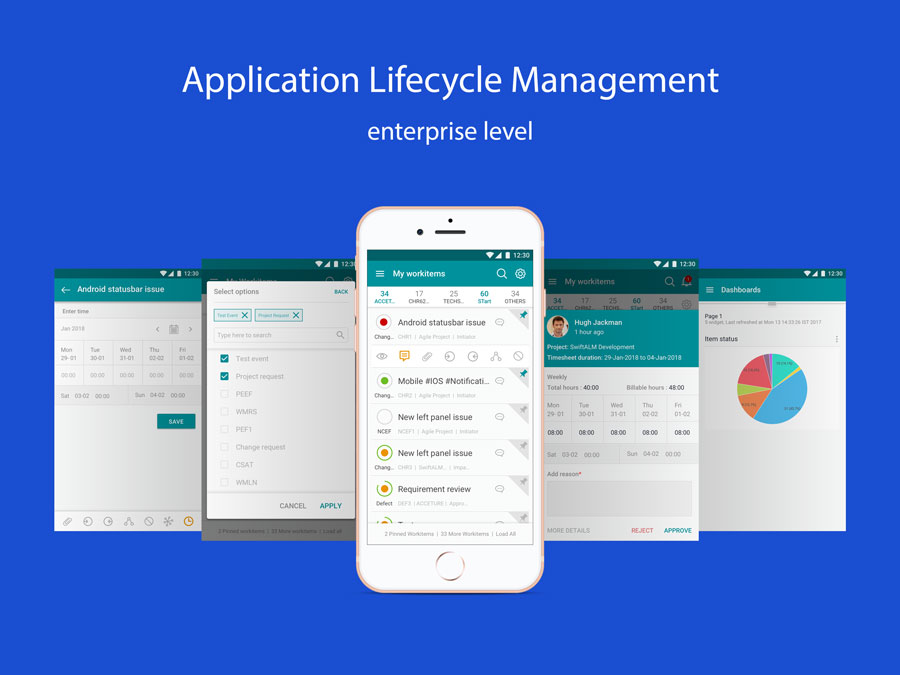 Application Lifecycle Management
enterprise level
12:30
Android statusbar issue
Enter time
Jan 2018
Mon Tue Wed Thu Fri
29-01 30-01 31-01 02-02 01-02
00:00 00:00 00:00 00:00 00:00
Sat 03-02 00:00 Sun 04-02 00:00
SAVE
12:30
My Workitems
Select options BACK
Test Event Project Request
Type here to search
Test event
Project request
PEEF
WMRS
PEF1
Change request
CSAT
WMLN
CANCEL APPLY
2 Pinned workitems | 23 More workitems | Load all
12:30
My workitems
34 17 25 60 34
ACCET.. CHR62.. TECHS.. STart OTHERS
Android statusbar issue
Chang.. CHR1 | Agile Project | Initiator
Mobile #IOS #Notificati...
Chang.. CHR2 | Agile Project | Initiator
New left panel issue
NCEF NCEF1 | Agile Project | Initiator
New left panel issue
Chang.. CHR3 | SwiftALM.. | Impa..
Requirement review
Defect DEF3 | ACCETURE | Appro..
2 Pinned Workitems | 23 More Workitems | Load All
12:30
My workitems
34 17 25 60 34
ACCET.. CHR62.. TECHS.. STart OTHERS
Hugh Jackman
1 hour ago
Project: SwiftALM Development
Timesheet duration: 29-Jan-2018 to 04-Jan-2018
Weekly
Total hours : 40:00 Billable hours : 48:00
Mon Tue Wed Thu Fri
29-01 30-01 31-01 02-02 01-02
08:00 08:00 08:00 08:00 08:00
Sat 03-02 00:00 Sun 04-02 00:00
Add reason*
MORE DETAILS REJECT APPROVE
12:30
Dashboards
Page 1
5 widget, Last refreshed at Mon 13 14:33:26 IST 2017
Item status